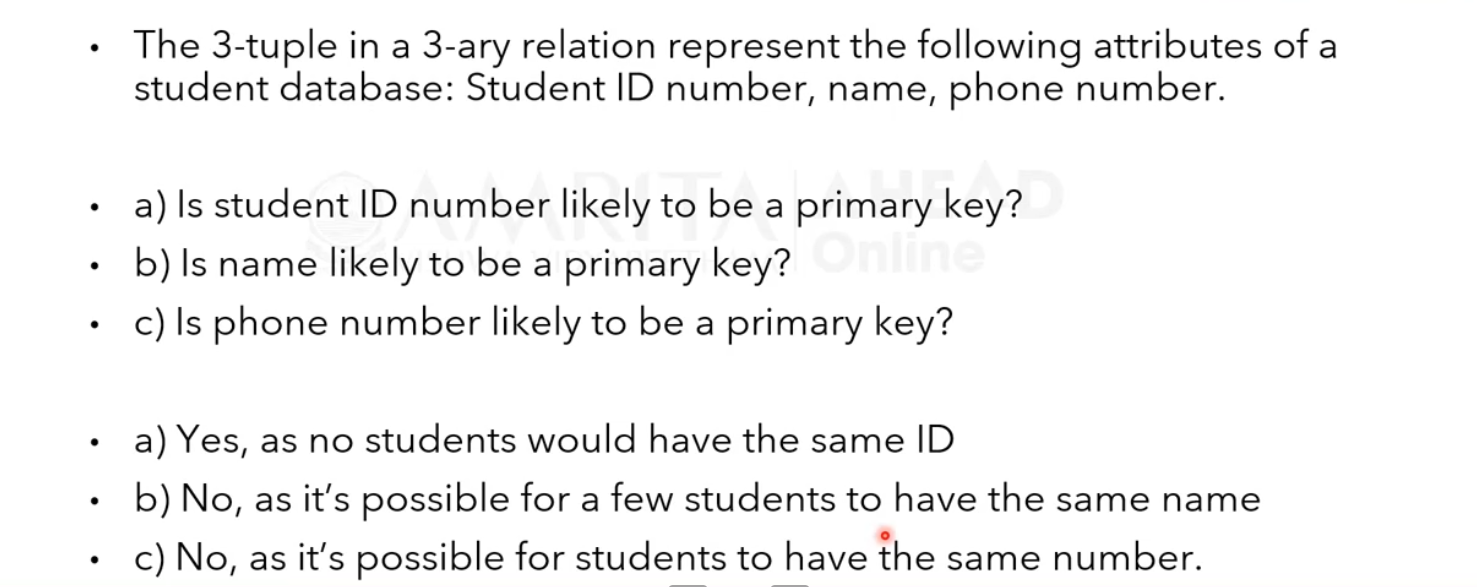 • The 3-tuple in a 3-ary relation represent the following attributes of a
student database: Student ID number, name, phone number.
• a) Is student ID number likely to be a primary key?
• b) Is name likely to be a primary key?
• c) Is phone number likely to be a primary key?
AMRITA AHEAD
Online
• a) Yes, as no students would have the same ID
• b) No, as it's possible for a few students to have the same name
• c) No, as it's possible for students to have the same number.